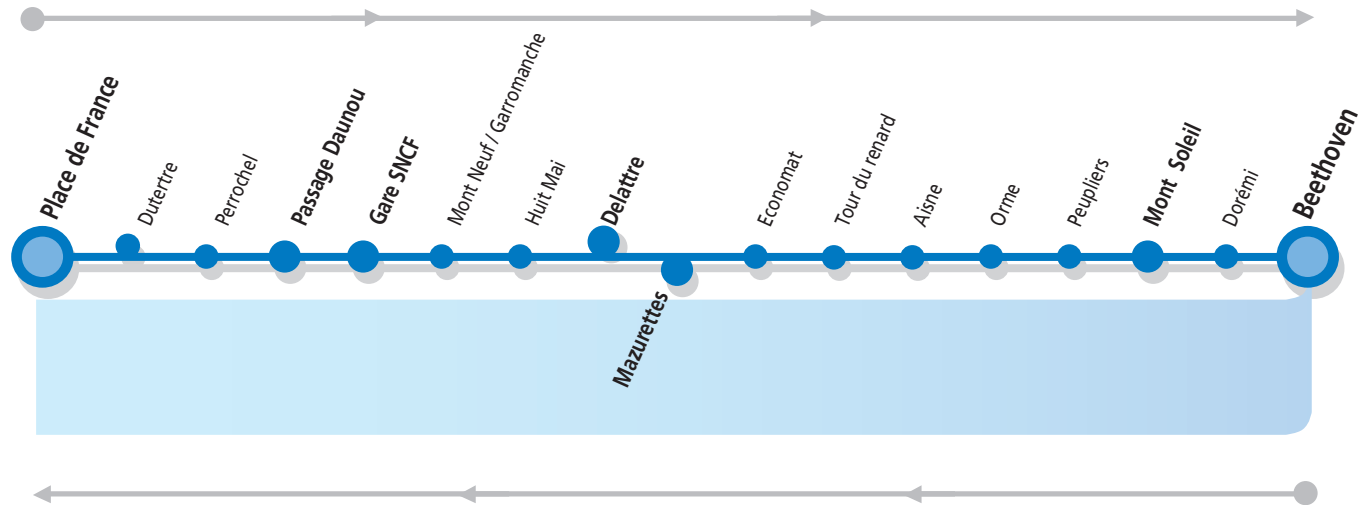 Place de France
Dutertre
Perrochel
Passage Daunou
Gare SNCF
Mont Neuf / Garromanche
Huit Mai
Delattre
Mazurettes
Economat
Tour du renard
Aisne
Orme
Peupliers
Mont Soleil
Dorémi
Beethoven